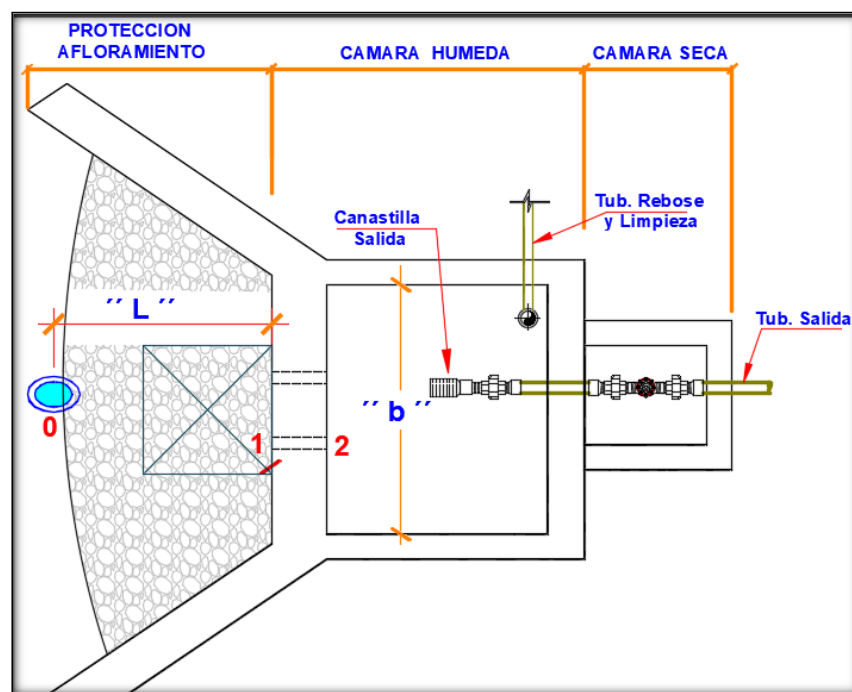 PROTECCION
AFLORAMIENTO
CAMARA HUMEDA
CAMARA SECA
Canastilla
Salida
Tub. Rebose
y Limpieza
Tub. Salida
´´ L ´´
´´ b ´´
0
1
2